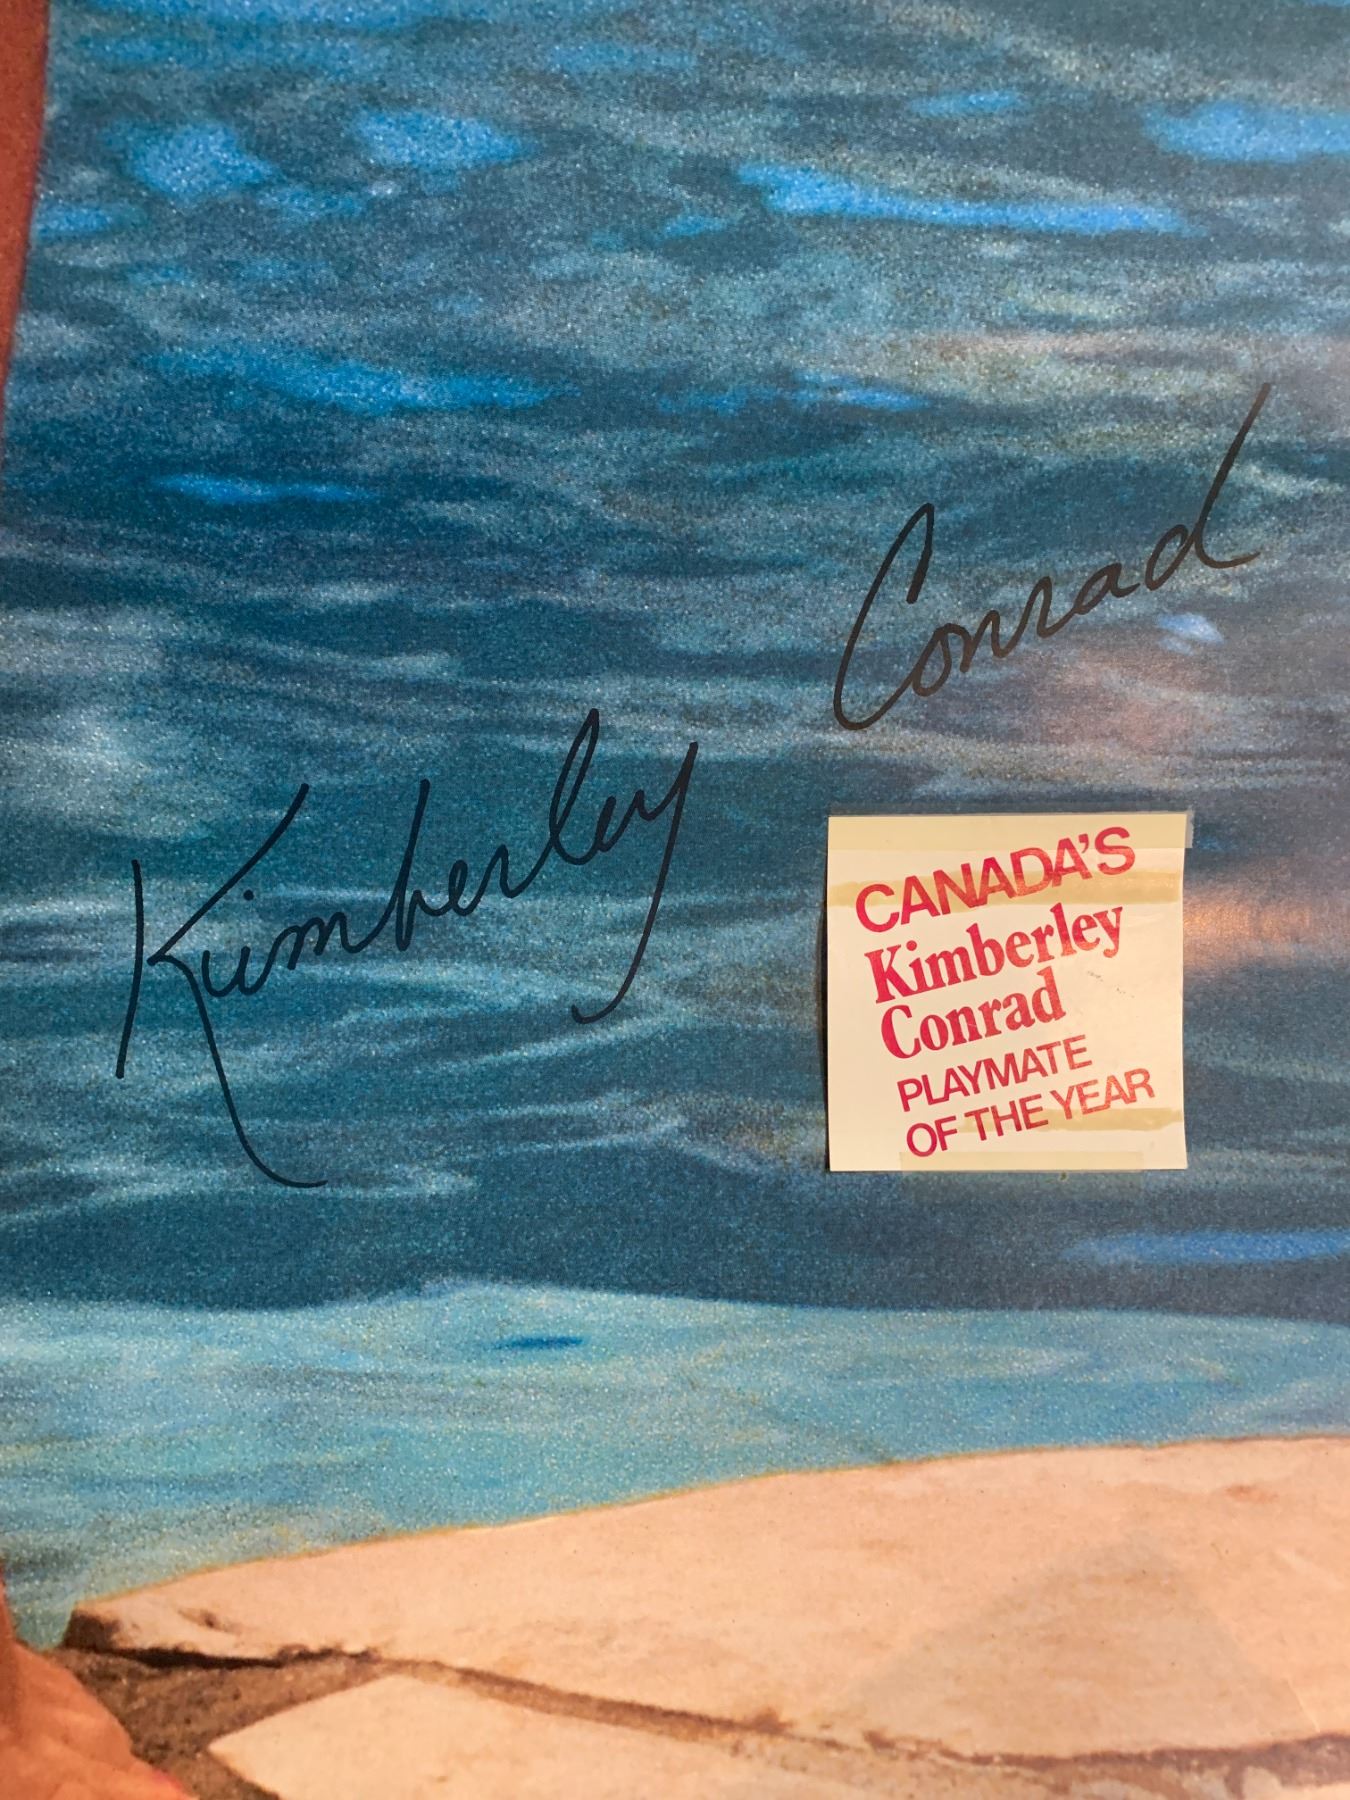 Kimberley Conrad
CANADA'S
Kimberley
Conrad
PLAYMATE
OF THE YEAR